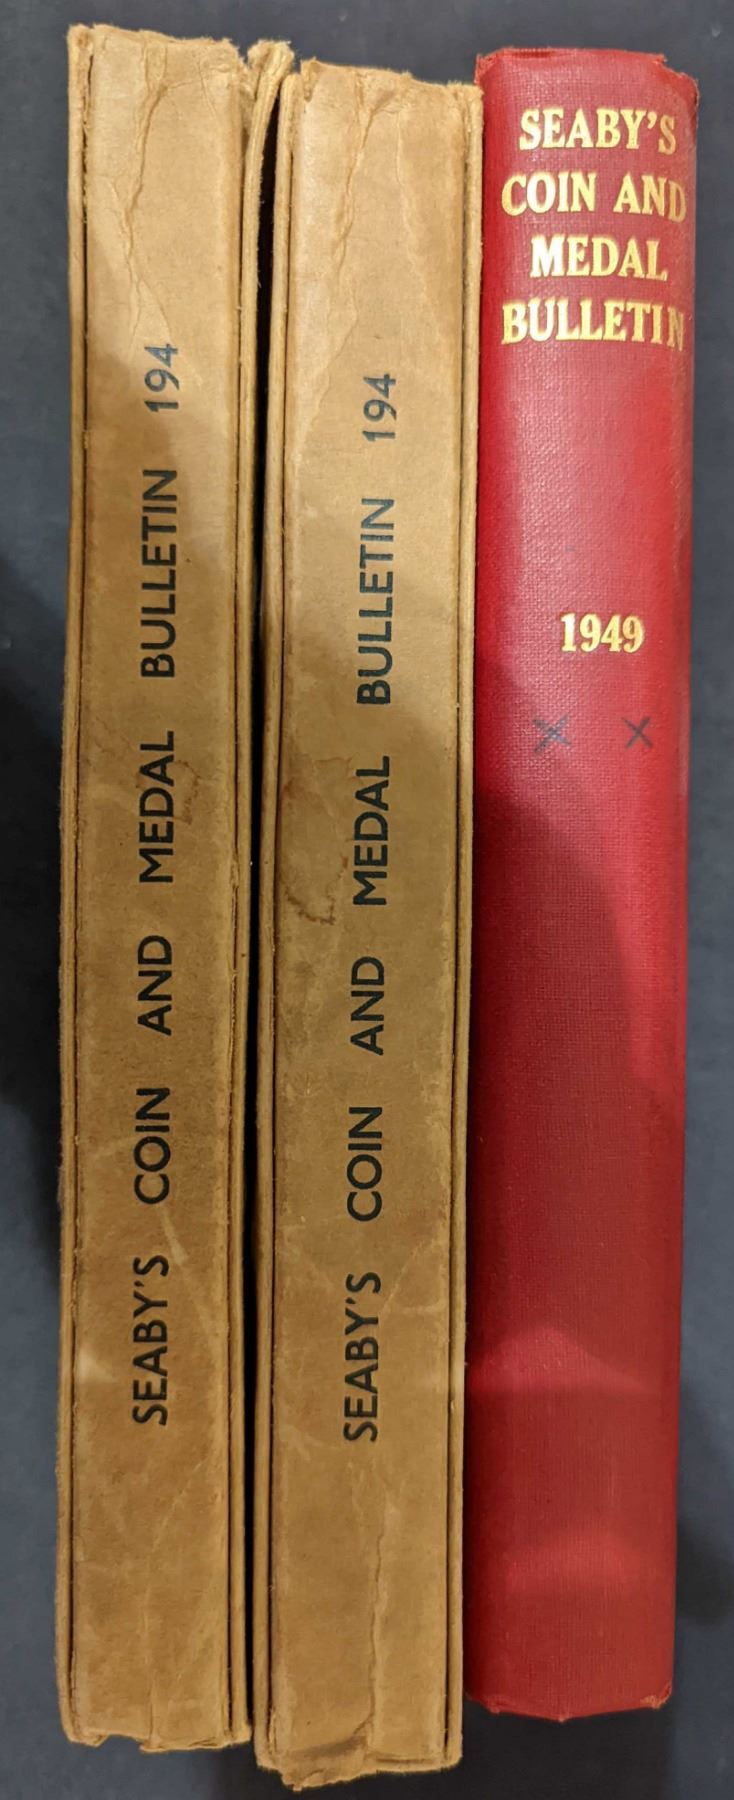 SEABY'S COIN AND MEDAL BULLETIN 194
SEABY'S COIN AND MEDAL BULLETIN 194
SEABY'S
COIN AND
MEDAL
BULLETIN
1949
X X